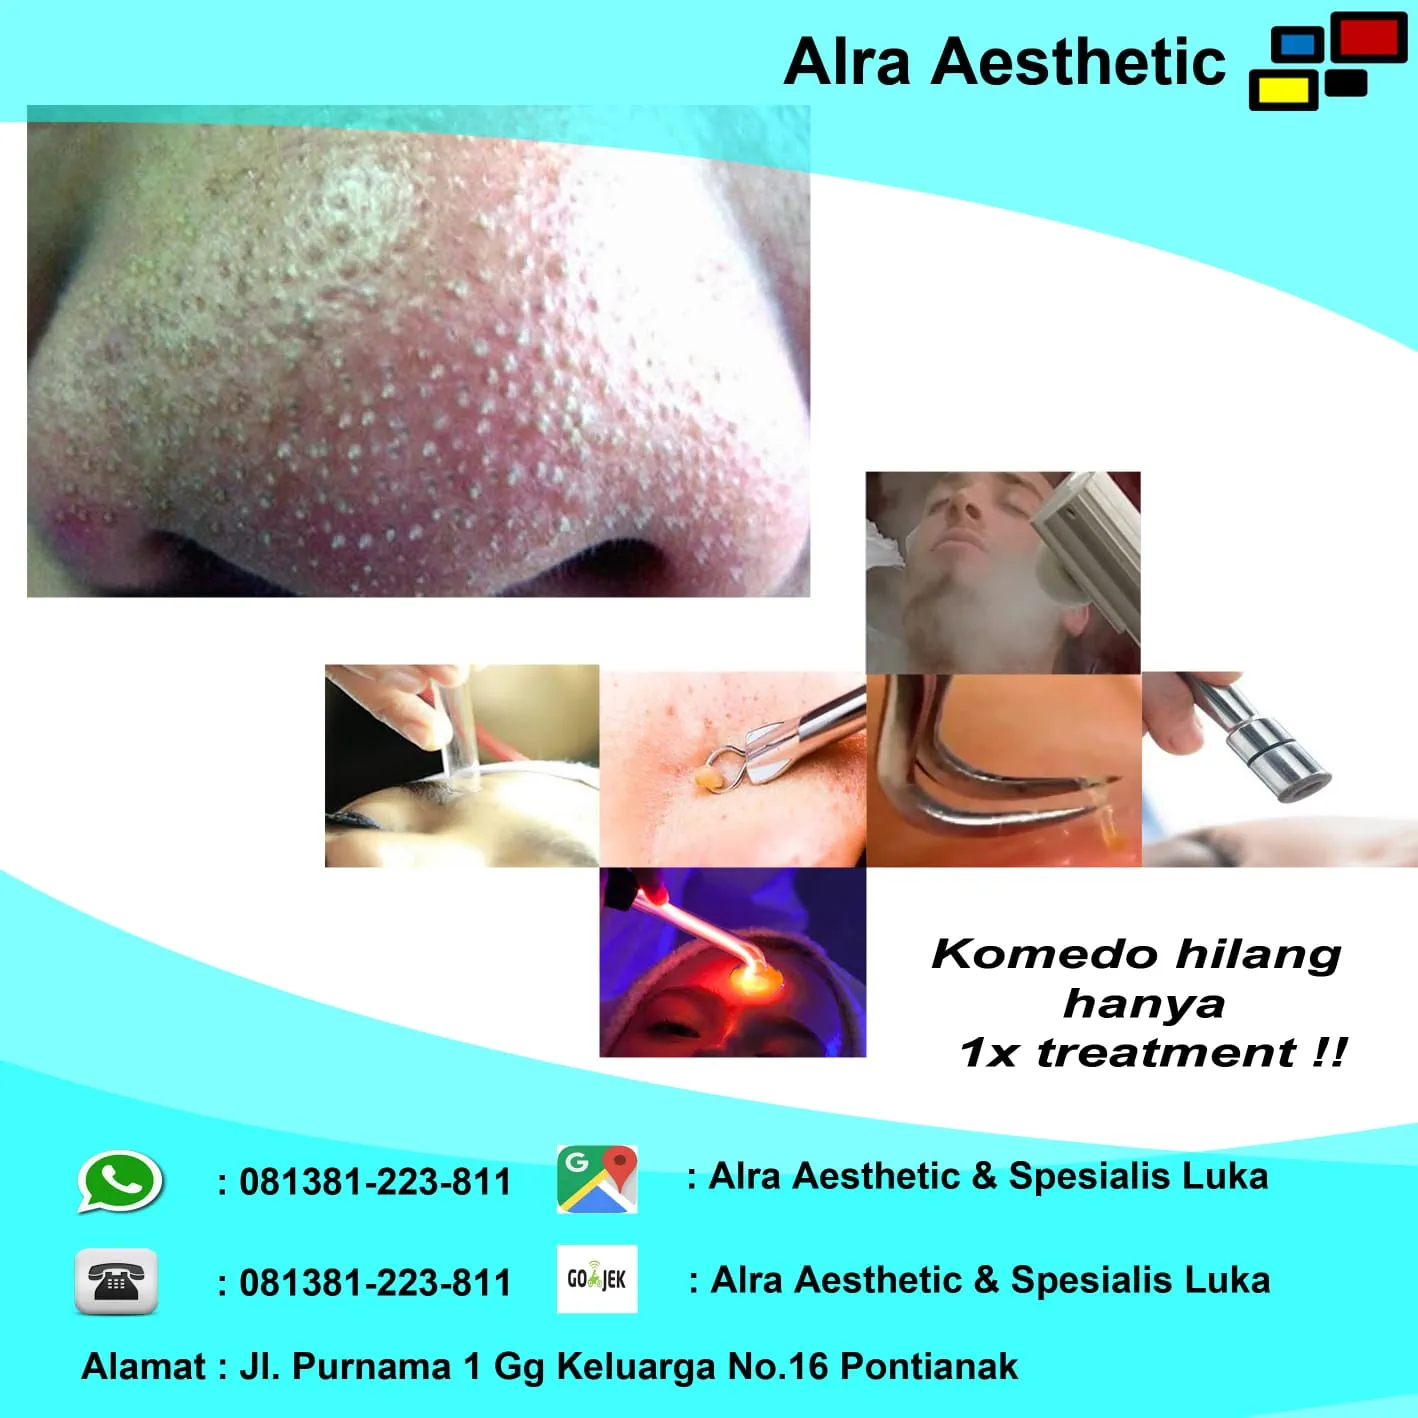 Alra Aesthetic
Komedo hilang
hanya
1x treatment !!
: 081381-223-811
G
: Alra Aesthetic & Spesialis Luka
: 081381-223-811
GOJEK
: Alra Aesthetic & Spesialis Luka
Alamat : Jl. Purnama 1 Gg Keluarga No.16 Pontianak